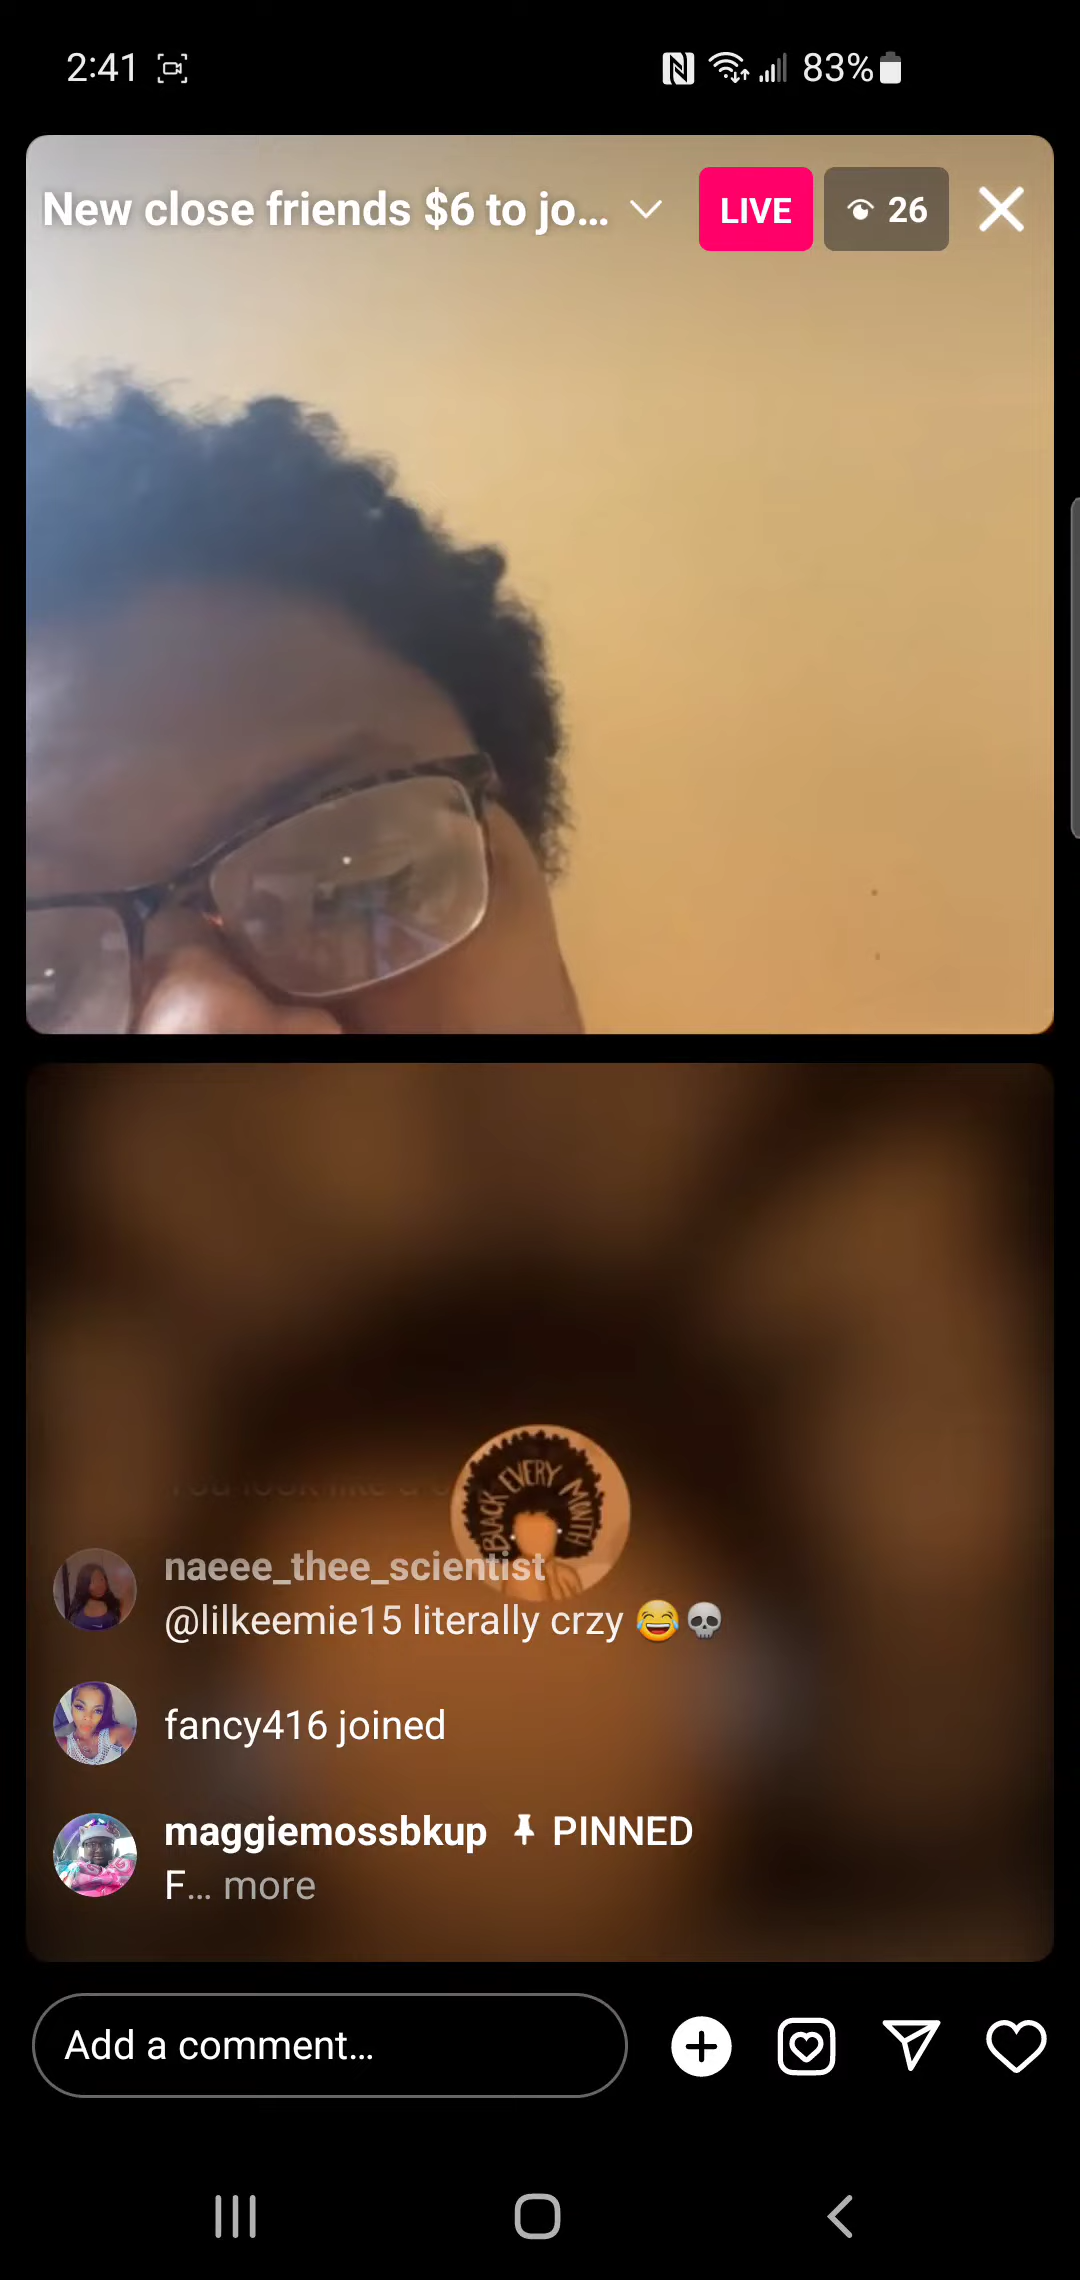 2:41
83%
New close friends $6 to jo...
LIVE
26
BLACK EVERY MONTH
naeee_thee_scientist
@lilkeemie15 literally crzy 😂💀
fancy416 joined
maggiemossbkup PINNED
F... more
Add a comment...